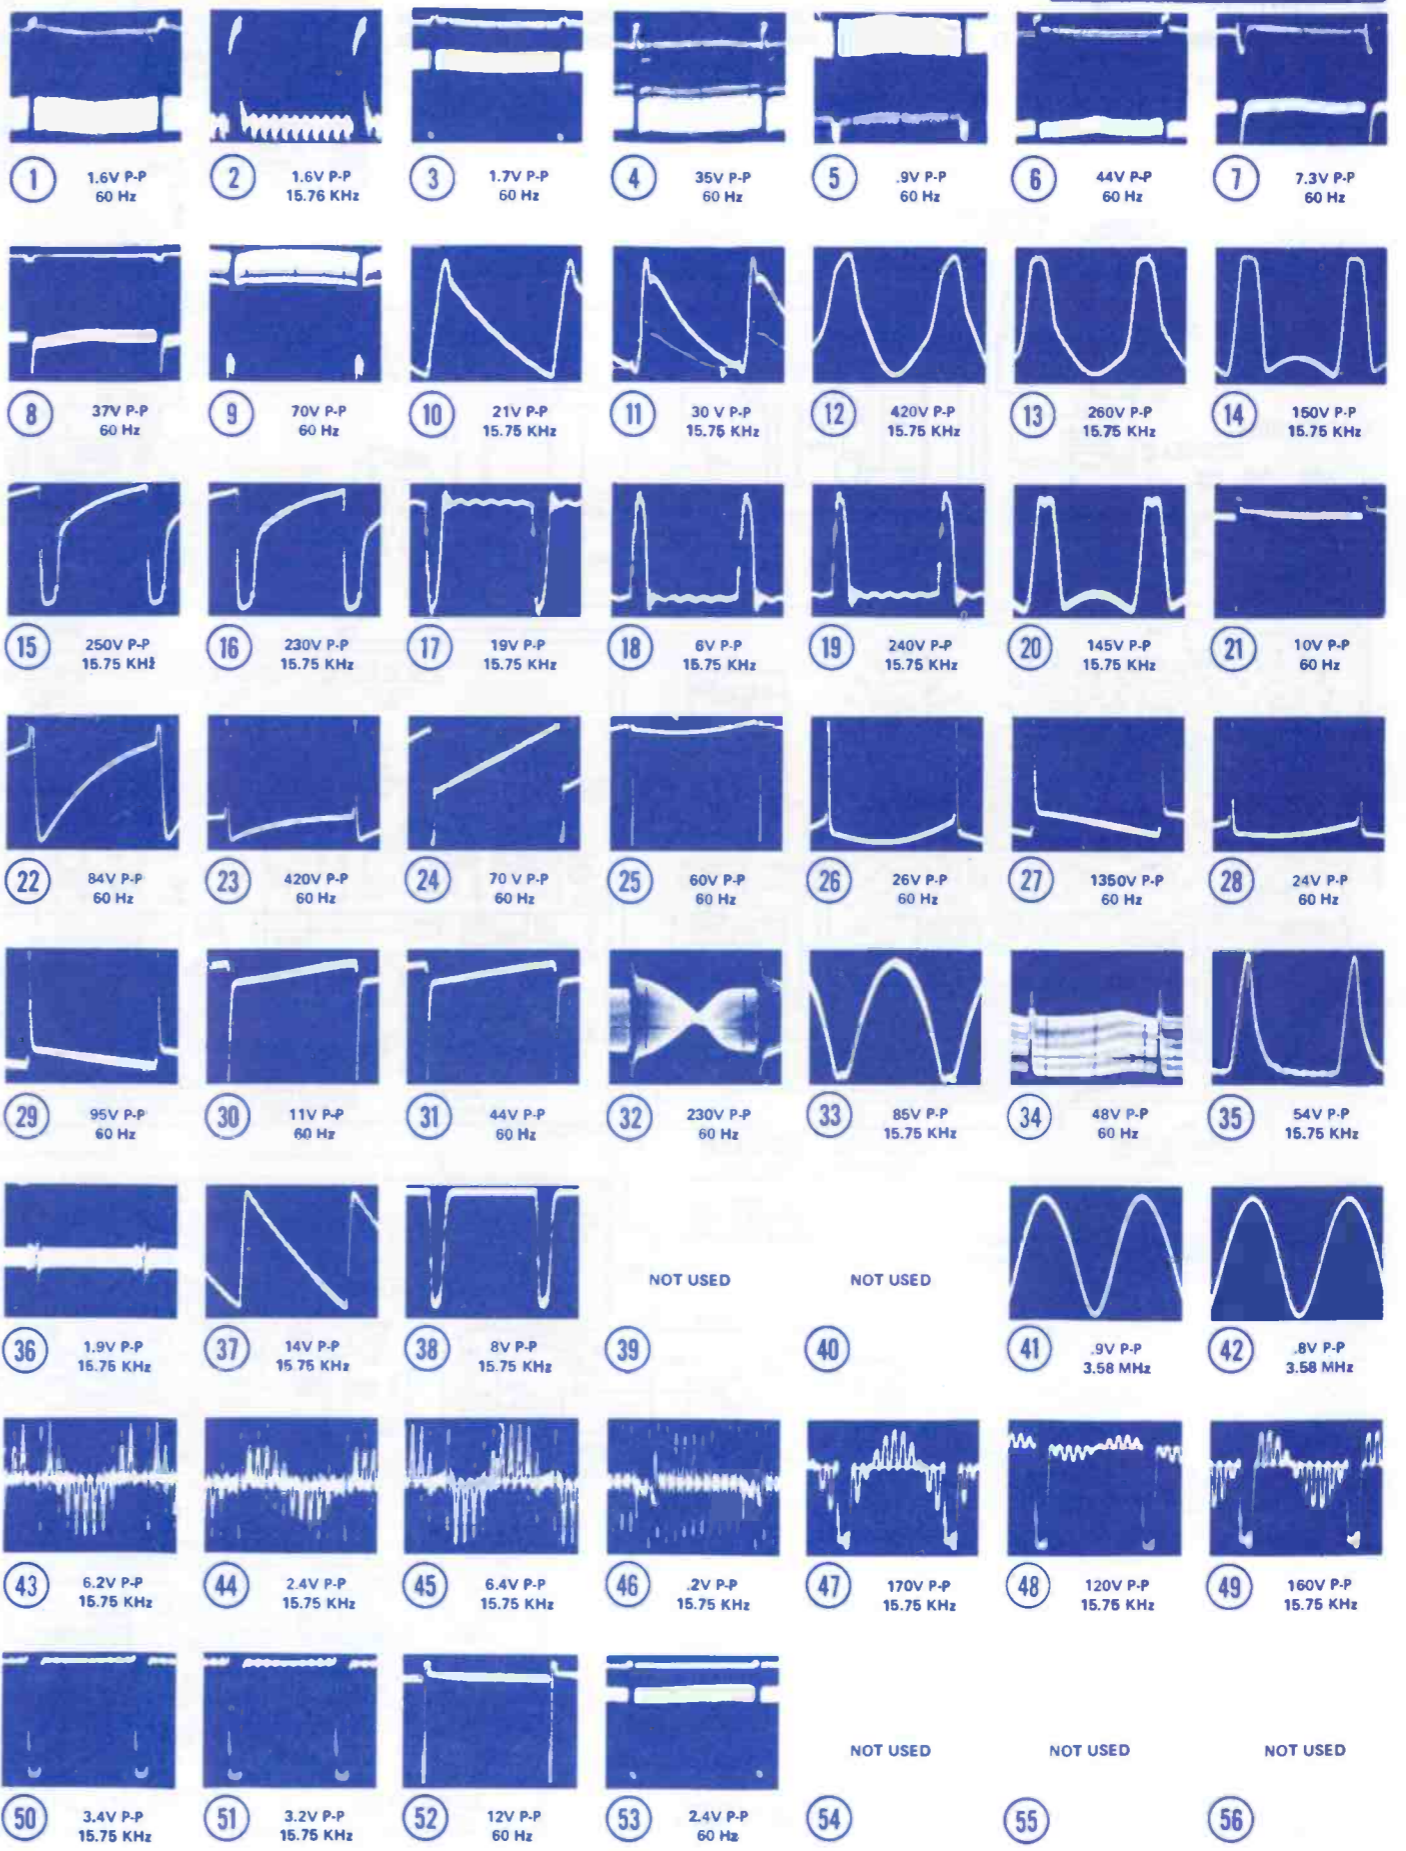 1
1.6V P-P
60 Hz
2
1.6V P-P
15.76 KHz
3
1.7V P-P
60 Hz
4
35V P-P
60 Hz
5
.9V P-P
60 Hz
6
44V P-P
60 Hz
7
7.3V P-P
60 Hz
8
37V P-P
60 Hz
9
70V P-P
60 Hz
10
21V P-P
15.75 KHz
11
30 V P-P
15.75 KHz
12
420V P-P
15.75 KHz
13
260V P-P
15.75 KHz
14
150V P-P
15.75 KHz
15
250V P-P
15.75 KHz
16
230V P-P
15.75 KHz
17
19V P-P
15.75 KHz
18
6V P-P
15.75 KHz
19
240V P-P
15.75 KHz
20
145V P-P
15.75 KHz
21
10V P-P
60 Hz
22
84V P-P
60 Hz
23
420V P-P
60 Hz
24
70 V P-P
60 Hz
25
60V P-P
60 Hz
26
26V P-P
60 Hz
27
1350V P-P
60 Hz
28
24V P-P
60 Hz
29
95V P-P
60 Hz
30
11V P-P
60 Hz
31
44V P-P
60 Hz
32
230V P-P
60 Hz
33
85V P-P
15.75 KHz
34
48V P-P
60 Hz
35
54V P-P
15.75 KHz
36
1.9V P-P
15.75 KHz
37
14V P-P
15 75 KHz
38
8V P-P
15.75 KHz
NOT USED
39
NOT USED
40
41
.9V P-P
3.58 MHz
42
.8V P-P
3.58 MHz
43
6.2V P-P
15.75 KHz
44
2.4V P-P
15.75 KHz
45
6.4V P-P
15.75 KHz
46
.2V P-P
15.75 KHz
47
170V P-P
15.75 KHz
48
120V P-P
15.75 KHz
49
160V P-P
15.75 KHz
50
3.4V P-P
15.75 KHz
51
3.2V P-P
15.75 KHz
52
12V P-P
60 Hz
53
2.4V P-P
60 Hz
NOT USED
54
NOT USED
55
NOT USED
56